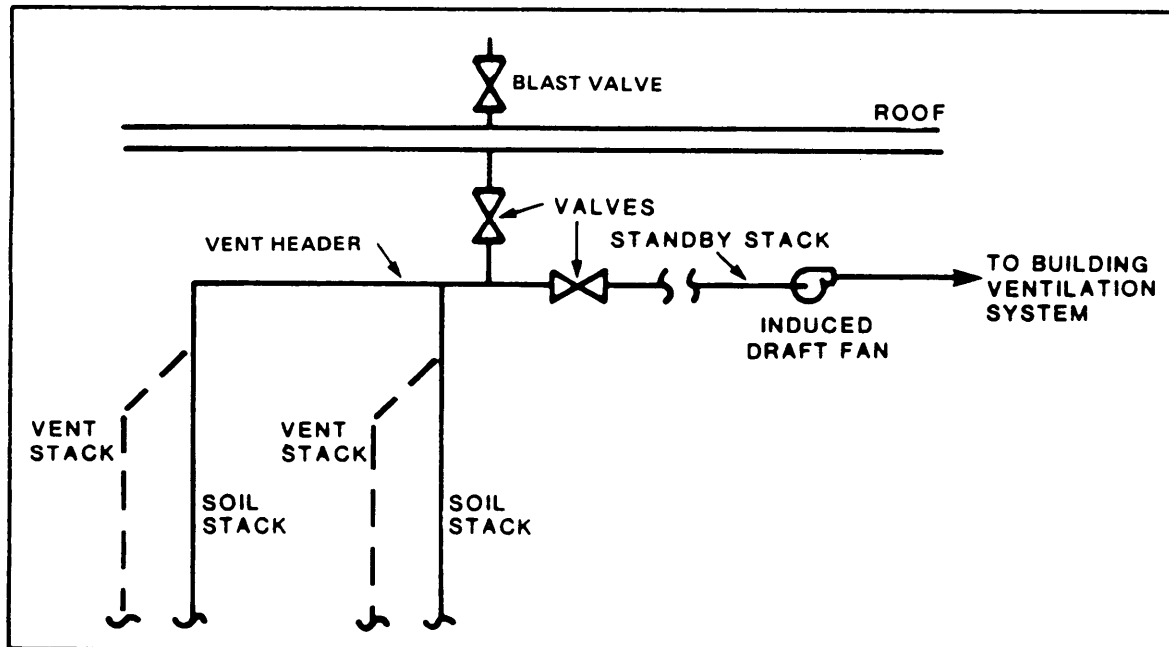 BLAST VALVE
ROOF
VALVES
VENT HEADER
STANDBY STACK
TO BUILDING
VENTILATION
SYSTEM
INDUCED
DRAFT FAN
VENT
STACK
VENT
STACK
SOIL
STACK
SOIL
STACK